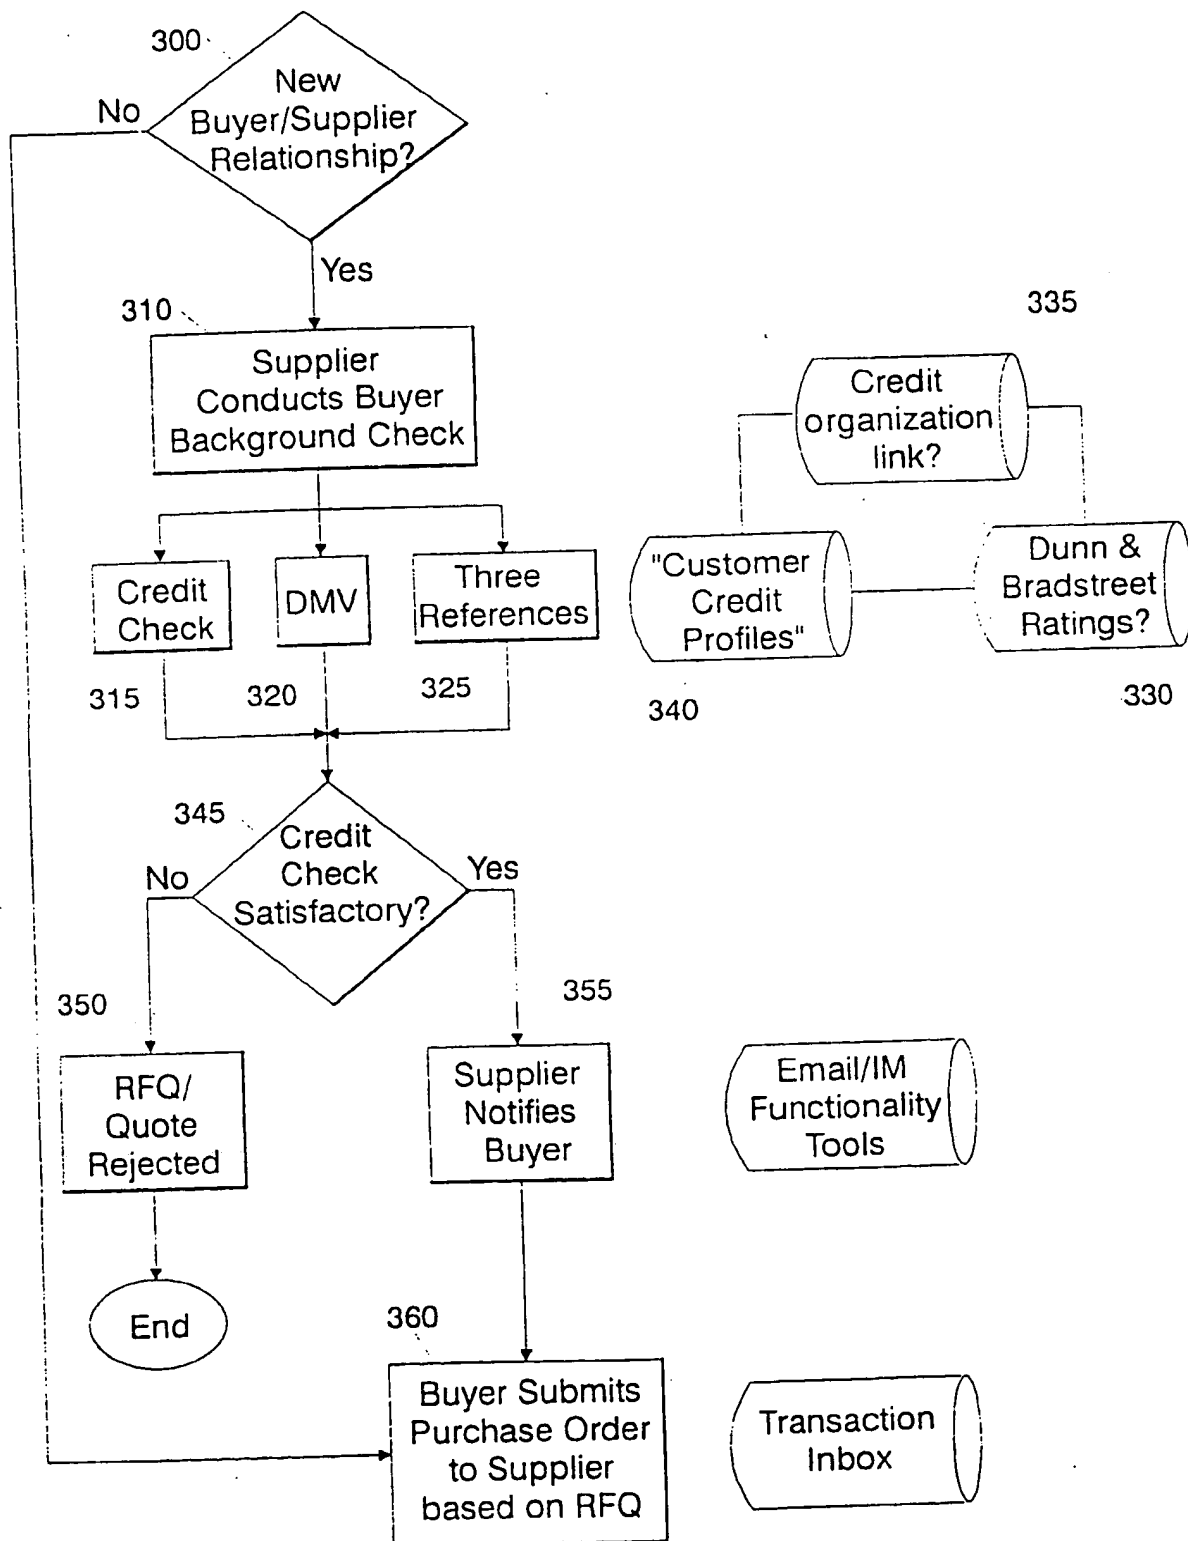 300
New
Buyer/Supplier
Relationship?
No
Yes
310
Supplier
Conducts Buyer
Background Check
335
Credit
organization
link?
Credit
Check
DMV
Three
References
"Customer
Credit
Profiles"
Dunn &
Bradstreet
Ratings?
315
320
325
340
330
345
Credit
Check
Satisfactory?
No
Yes
350
355
RFQ/
Quote
Rejected
Supplier
Notifies
Buyer
Email/IM
Functionality
Tools
End
360
Buyer Submits
Purchase Order
to Supplier
based on RFQ
Transaction
Inbox